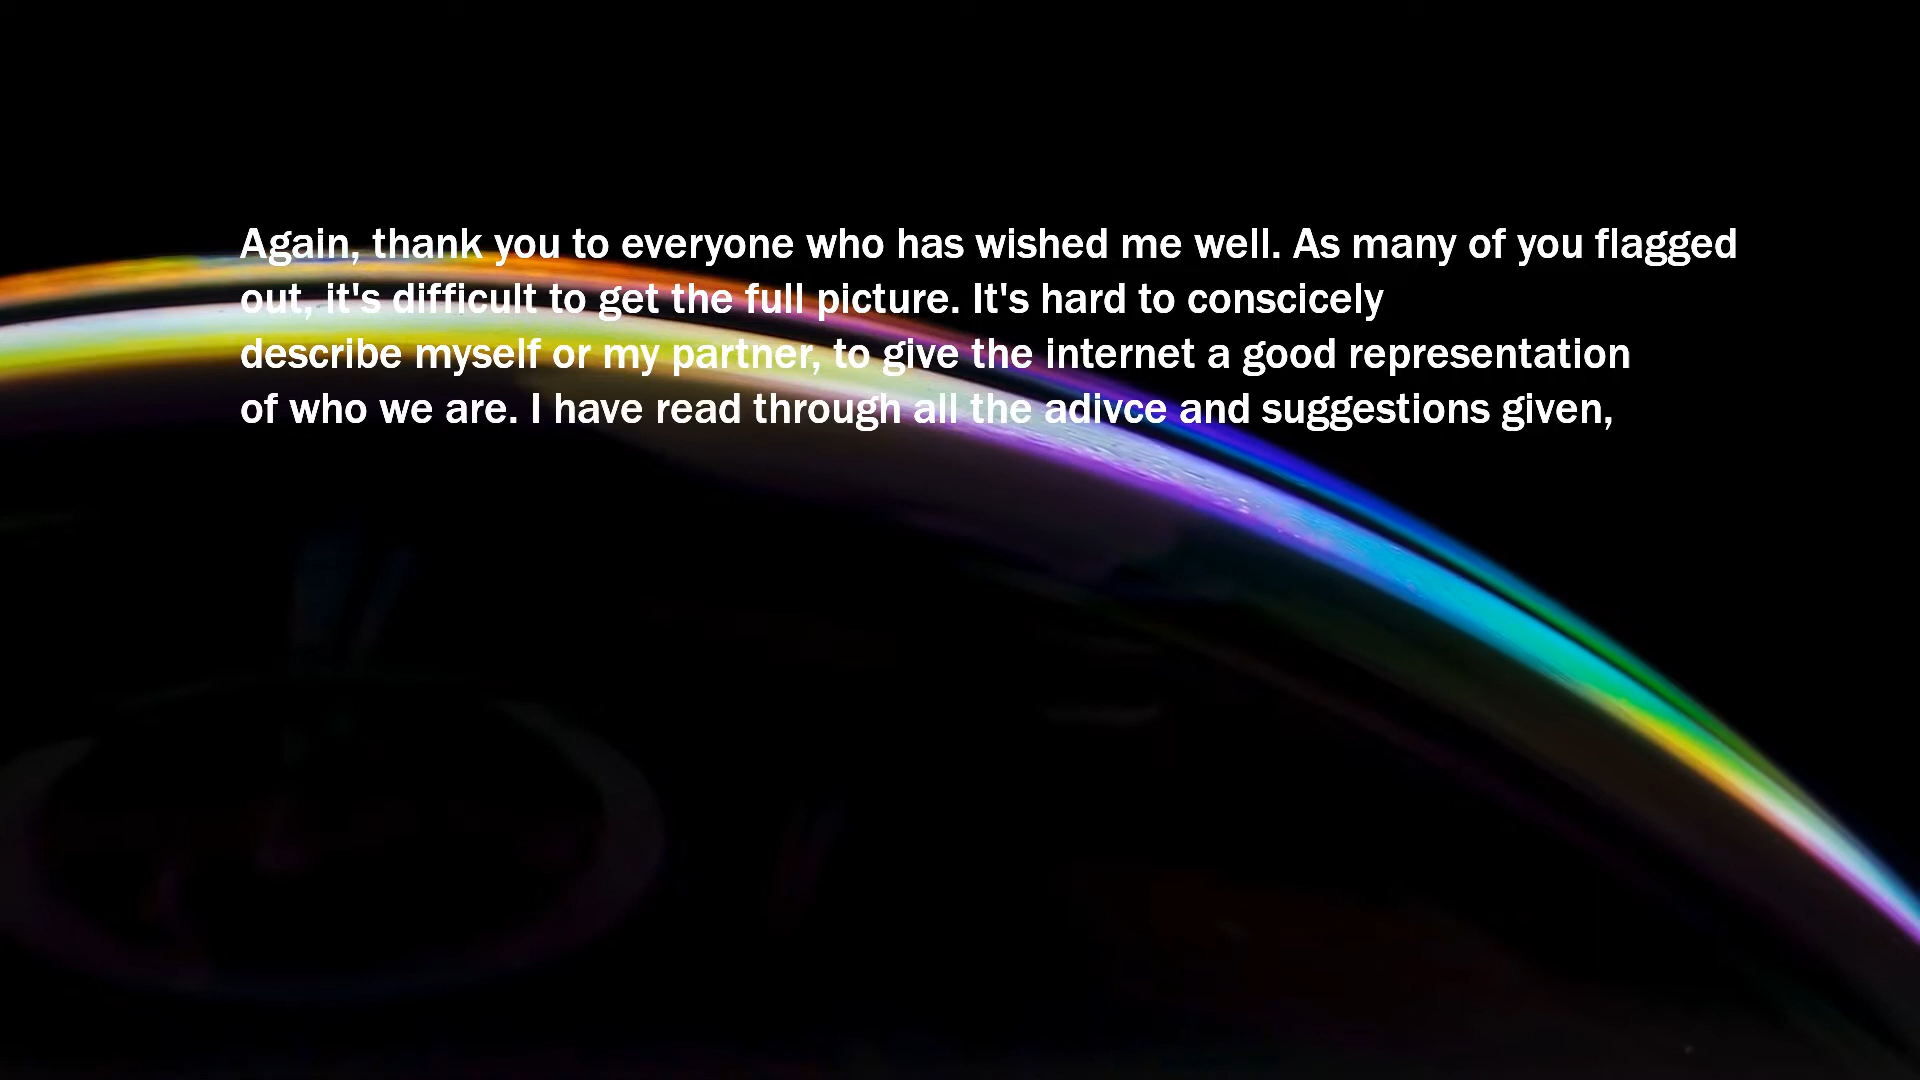 Again, thank you to everyone who has wished me well. As many of you flagged
out, it's difficult to get the full picture. It's hard to conscicely
describe myself or my partner, to give the internet a good representation
of who we are. I have read through all the adivce and suggestions given,